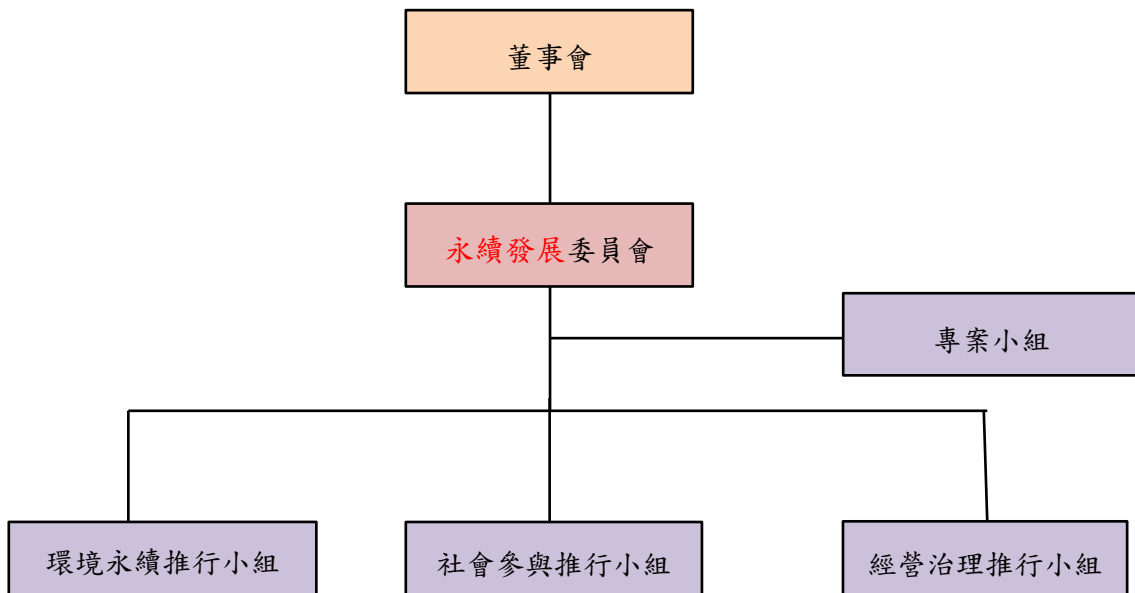 董事會
永續發展委員會
專案小組
環境永續推行小組
社會參與推行小組
經營治理推行小組